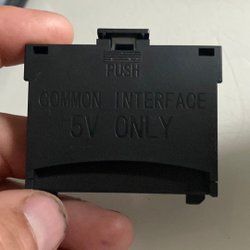 PUSH
COMMON INTERFACE
5V ONLY